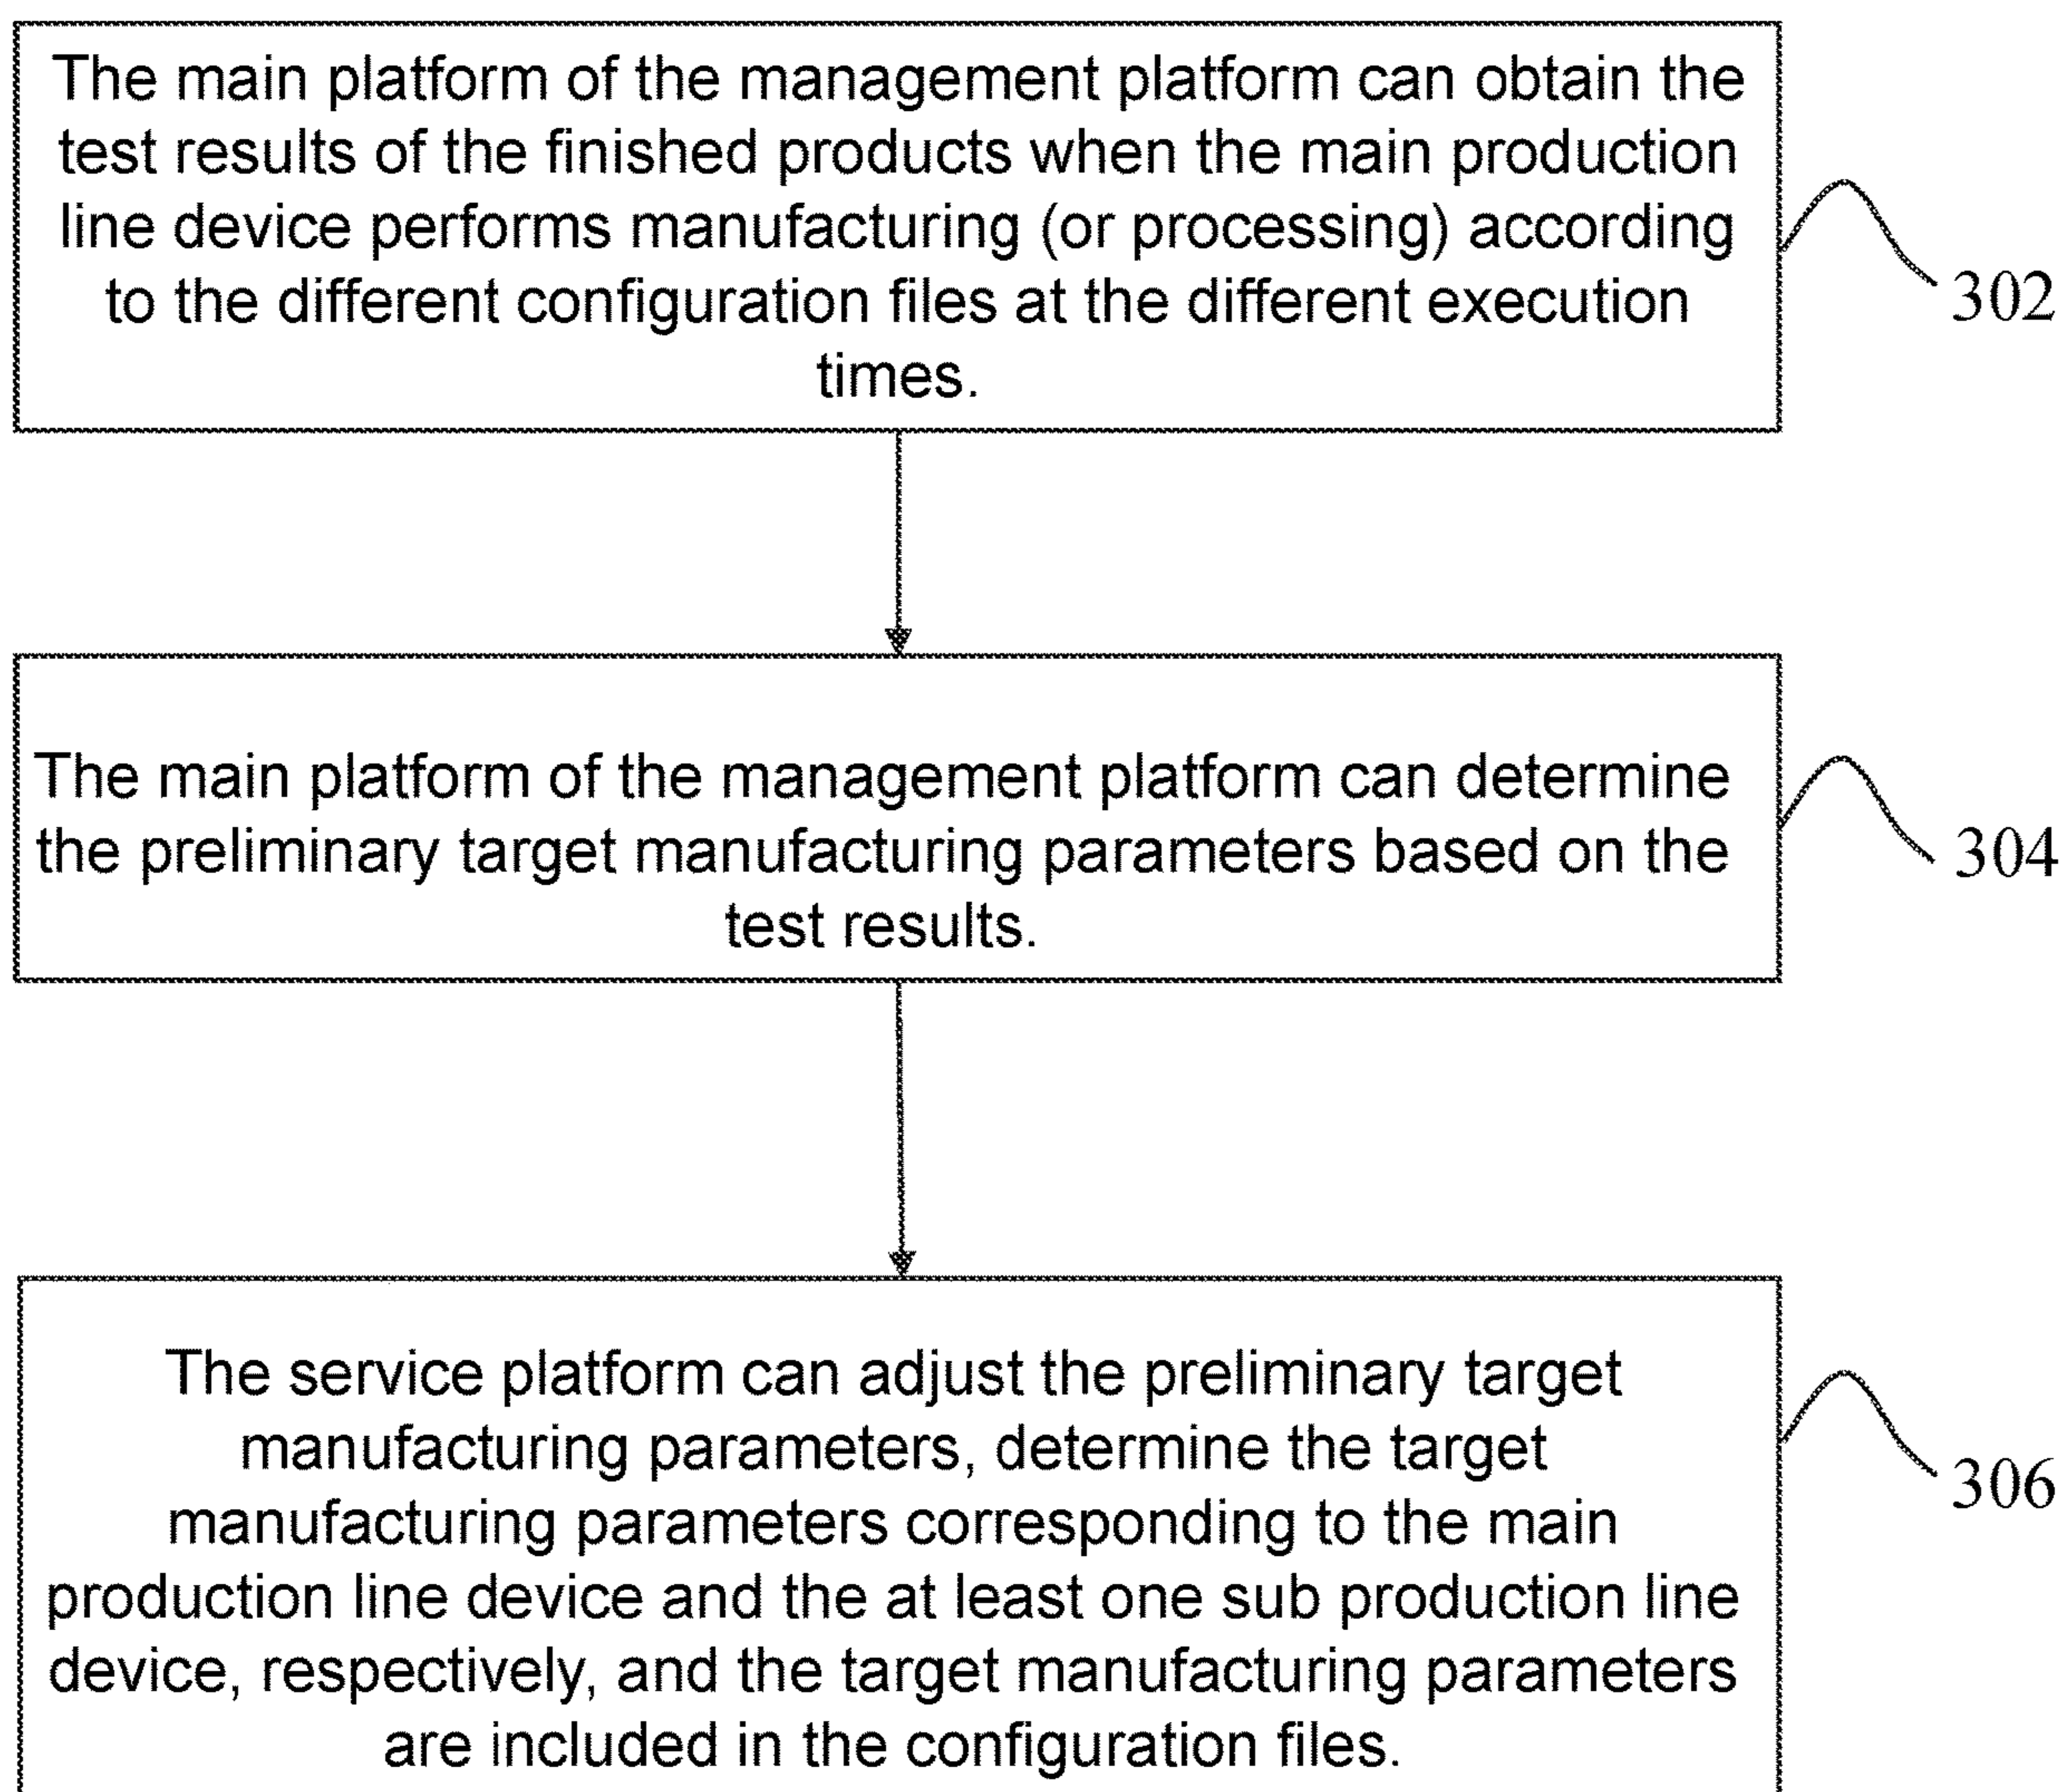 The main platform of the management platform can obtain the
test results of the finished products when the main production
line device performs manufacturing (or processing) according
to the different configuration files at the different execution
times.
302
The main platform of the management platform can determine
the preliminary target manufacturing parameters based on the
test results.
304
The service platform can adjust the preliminary target
manufacturing parameters, determine the target
manufacturing parameters corresponding to the main
production line device and the at least one sub production line
device, respectively, and the target manufacturing parameters
are included in the configuration files.
306